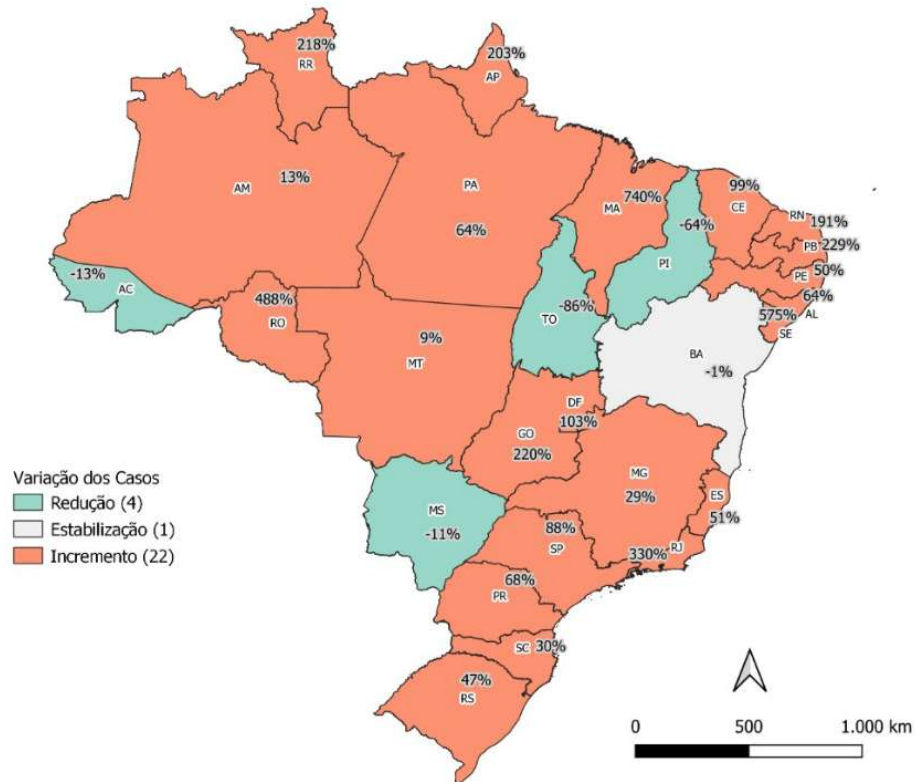 218%
RR
203%
AP
AM
13%
PA
64%
MA
740%
-64%
PI
99%
CE
RN
191%
PB
-229%
PE
50%
64%
AL
575%
SE
-13%
AC
488%
RO
9%
MT
-86%
TO
BA
-1%
DF
103%
GO
220%
MG
29%
ES
51%
MS
-11%
88%
SP
330%
RJ
68%
PR
SC
30%
47%
RS
Variação dos Casos
Redução (4)
Estabilização (1)
Incremento (22)
0 500 1.000 km